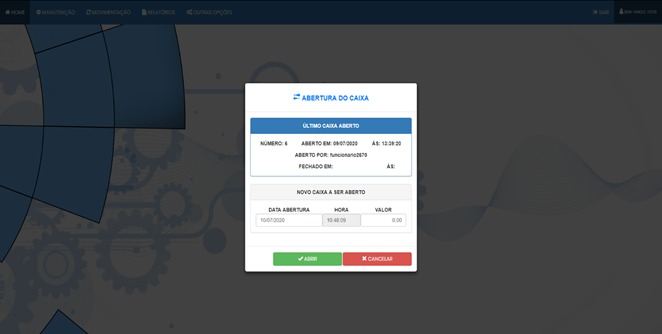 HOME MANUTENÇÃO MOVIMENTAÇÃO RELATÓRIOS OUTRAS OPÇÕES SAIR
ABERTURA DO CAIXA
ÚLTIMO CAIXA ABERTO
NÚMERO: 6 ABERTO EM: 09/07/2020 ÀS: 13:28:20
ABERTO POR: funcionario2670
FECHADO EM: ÀS:
NOVO CAIXA A SER ABERTO
DATA ABERTURA HORA VALOR
10/07/2020 10:48:09 0.00
ABRIR CANCELAR